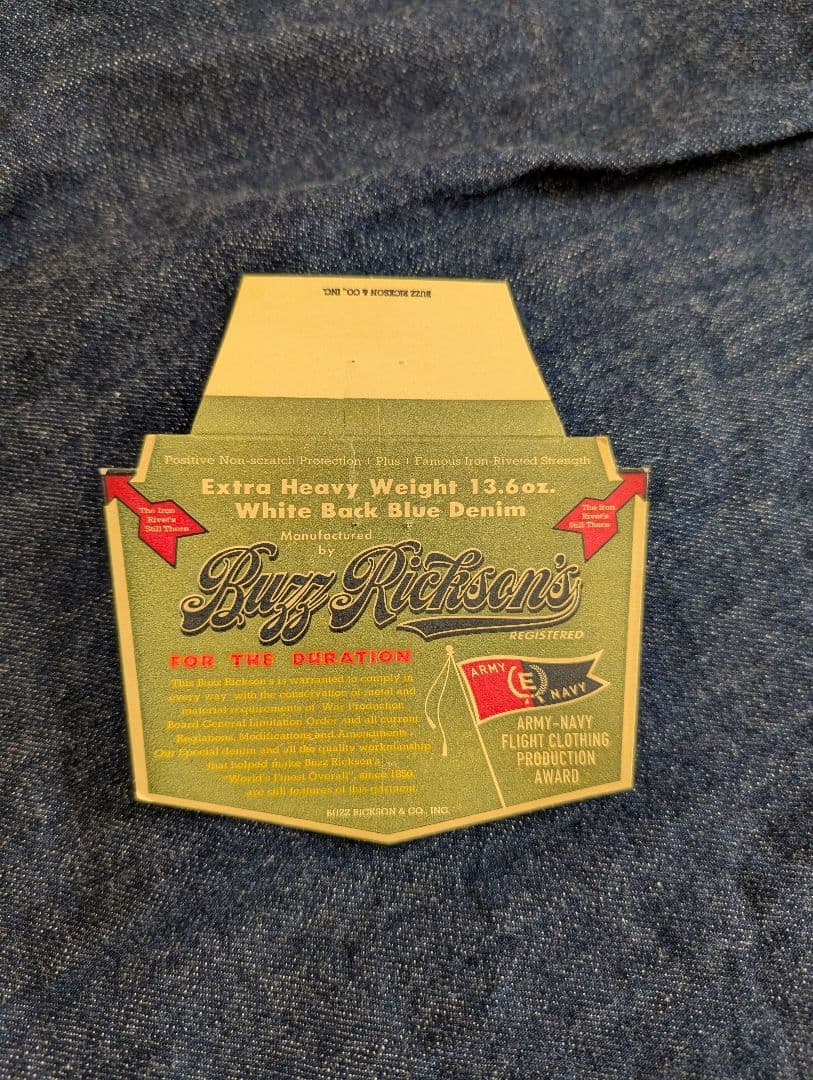 BUZZ RICKSON & CO., INC.
Positive Non-scratch Protection | Plus | Famous Iron-Riveted Strength
Extra Heavy Weight 13.6oz.
White Back Blue Denim
The Iron
Rivet's
Still There
The Iron
Rivet's
Still There
Manufactured
by
Buzz Rickson's
REGISTERED
FOR THE DURATION
This Buzz Rickson's is warranted to comply in
every way with the conservation of metal and
material requirements of War Production
Board General Limitation Order and all current
Reglations, Modifications and Amendments.
Our Special denim and all the quality workmanship
that helped make Buzz Rickson's
"World's Finest Overall", since 1850,
are still features of this garment.
ARMY
E
NAVY
ARMY-NAVY
FLIGHT CLOTHING
PRODUCTION
AWARD
BUZZ RICKSON & CO., INC.